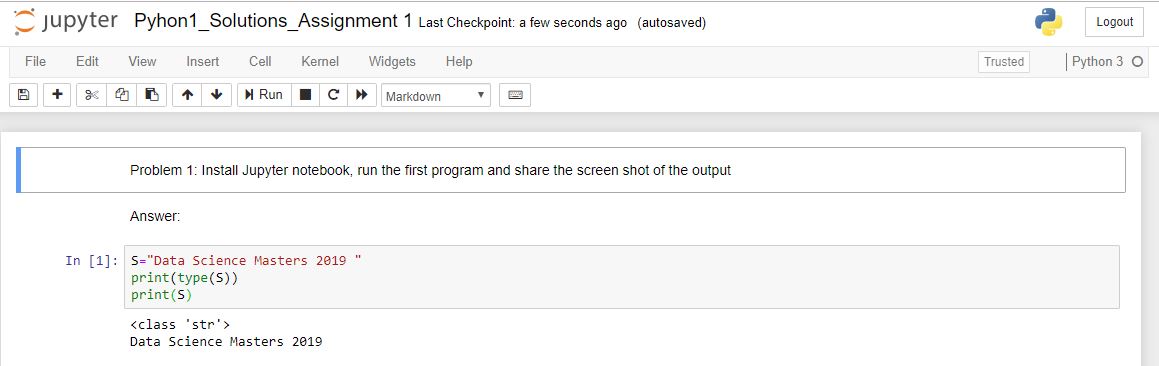 jupyter Pyhon1_Solutions_Assignment 1 Last Checkpoint: a few seconds ago (autosaved) Logout
File Edit View Insert Cell Kernel Widgets Help Trusted Python 3
Run Markdown
Problem 1: Install Jupyter notebook, run the first program and share the screen shot of the output
Answer:
In [1]: S="Data Science Masters 2019 "
print(type(S))
print(S)
<class 'str'>
Data Science Masters 2019